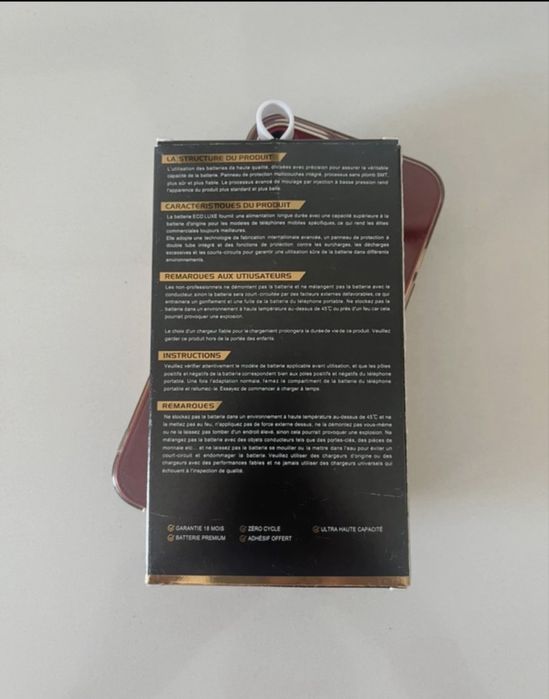 LA STRUCTURE DU PRODUIT
L'utilisation des batteries de haute qualité, divisées avec précision pour assurer la véritable
capacité de la batterie. Panneau de protection multicouches intégré, processus sans plomb SMT,
plus sûr et plus fiable. Le processus avancé de moulage par injection à basse pression rend
l'apparence du produit plus standard et plus belle.
CARACTERISTIQUES DU PRODUIT
La batterie ECO LUXE fournit une alimentation longue durée avec une capacité supérieure à la
batterie d'origine pour les modèles de téléphones mobiles spécifiques, ce qui rend les élites
commerciales toujours meilleures.
Elle adopte une technologie de fabrication internationale avancée, un panneau de protection à
double tube intégré et des fonctions de protection contre les surcharges, les décharges
excessives et les courts-circuits pour garantir une utilisation sûre de la batterie dans différents
environnements.
REMARQUES AUX UTILISATEURS
Les non-professionnels ne démontent pas la batterie et ne mélangent pas la batterie avec le
conducteur, sinon la batterie sera court-circuitée par des facteurs externes défavorables, ce qui
entraînera un gonflement et une fuite de la batterie du téléphone portable. Ne stockez pas la
batterie dans un environnement à haute température au-dessus de 45℃ ou près d'un feu car cela
pourrait provoquer une explosion.
Le choix d'un chargeur fiable pour le chargement prolongera la durée de vie de ce produit. Veuillez
garder ce produit hors de la portée des enfants.
INSTRUCTIONS
Veuillez vérifier attentivement le modèle de batterie applicable avant utilisation, et que les pôles
positifs et négatifs de la batterie correspondent bien aux pôles positifs et négatifs du téléphone
portable. Une fois l'adaptation normale, fermez le compartiment de la batterie du téléphone
portable et rallumez-le. Essayez de commencer à charger à temps.
REMARQUES
Ne stockez pas la batterie dans un environnement à haute température au-dessus de 45℃ et ne
la mettez pas au feu, n'appliquez pas de force externe dessus, ne la démontez pas vous-même
ou ne la laissez pas tomber d'un endroit élevé, sinon cela pourrait provoquer une explosion. Ne
mélangez pas la batterie avec des objets conducteurs tels que des portes-clés, des pièces de
monnaie etc... et ne laissez pas la batterie se mouiller ou la mettre dans l'eau pour éviter un
court-circuit et endommager la batterie. Veuillez utiliser des chargeurs d'origine ou des
chargeurs avec des performances fiables et ne jamais utiliser des chargeurs universels qui
échouent à l'inspection de qualité.
GARANTIE 18 MOIS ZÉRO CYCLE ULTRA HAUTE CAPACITÉ
BATTERIE PREMIUM ADHÉSIF OFFERT